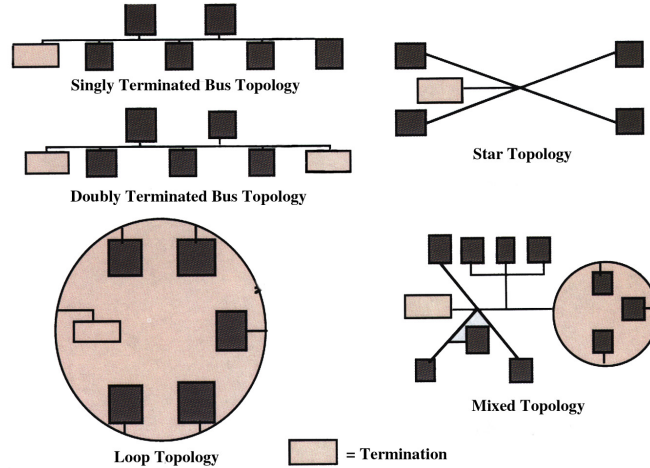 Singly Terminated Bus Topology
Star Topology
Doubly Terminated Bus Topology
Mixed Topology
Loop Topology
= Termination